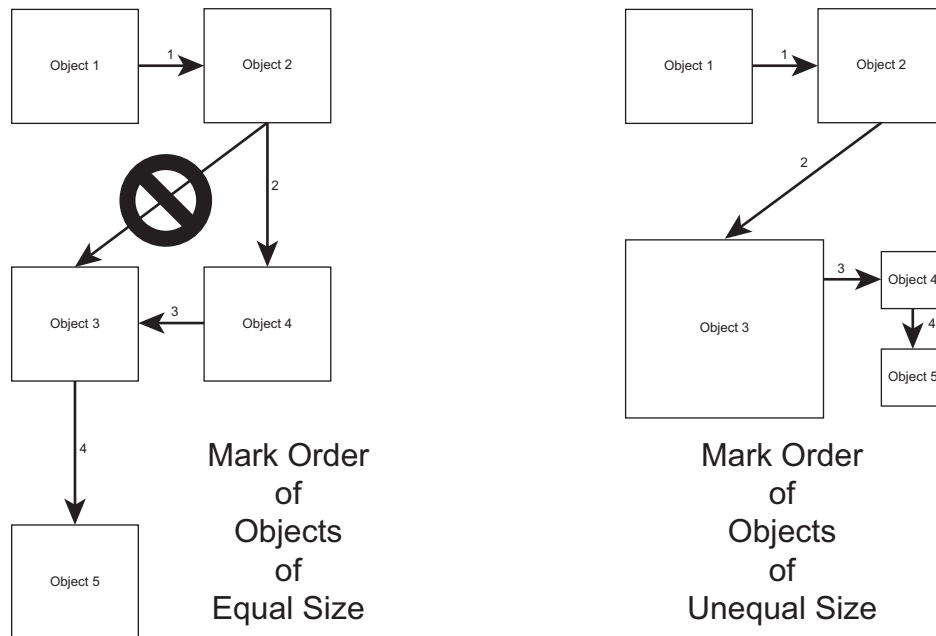 Object 1
1
Object 2
2
Object 3
3
Object 4
4
Object 5
Mark Order
of
Objects
of
Equal Size
Object 1
1
Object 2
2
Object 3
3
Object 4
4
Object 5
Mark Order
of
Objects
of
Unequal Size